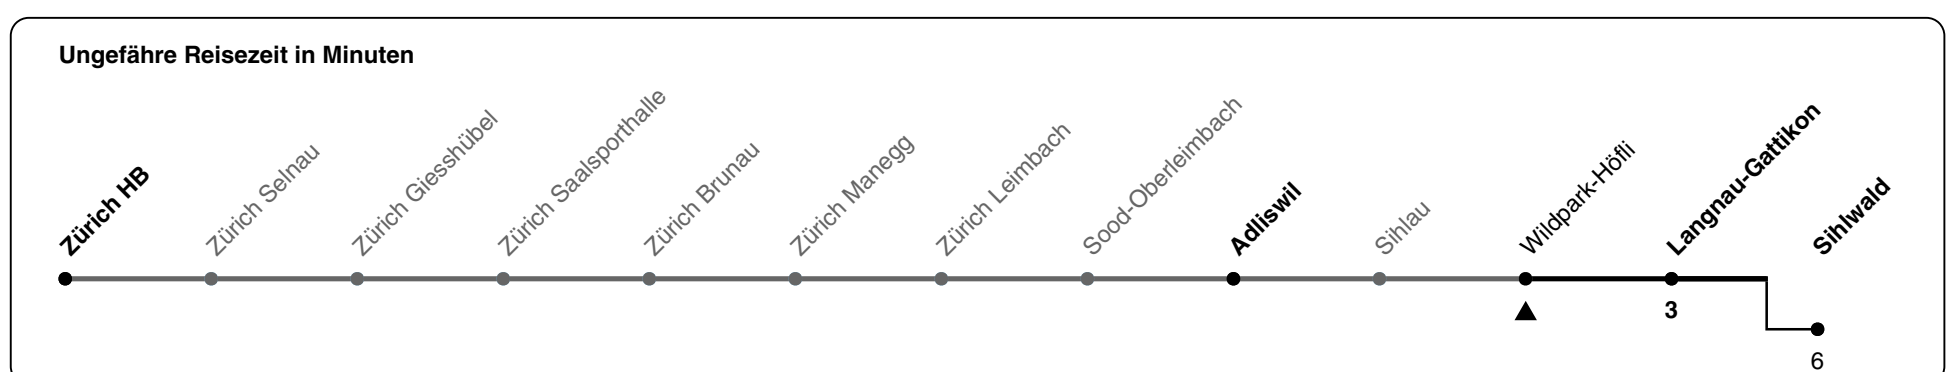 Ungefähre Reisezeit in Minuten
Zürich HB
Zürich Selnau
Zürich Giesshübel
Zürich Saalsporthalle
Zürich Brunau
Zürich Manegg
Zürich Leimbach
Sood-Oberleimbach
Adliswil
Sihlau
Wildpark-Höfli
Langnau-Gattikon
Sihlwald
3
6